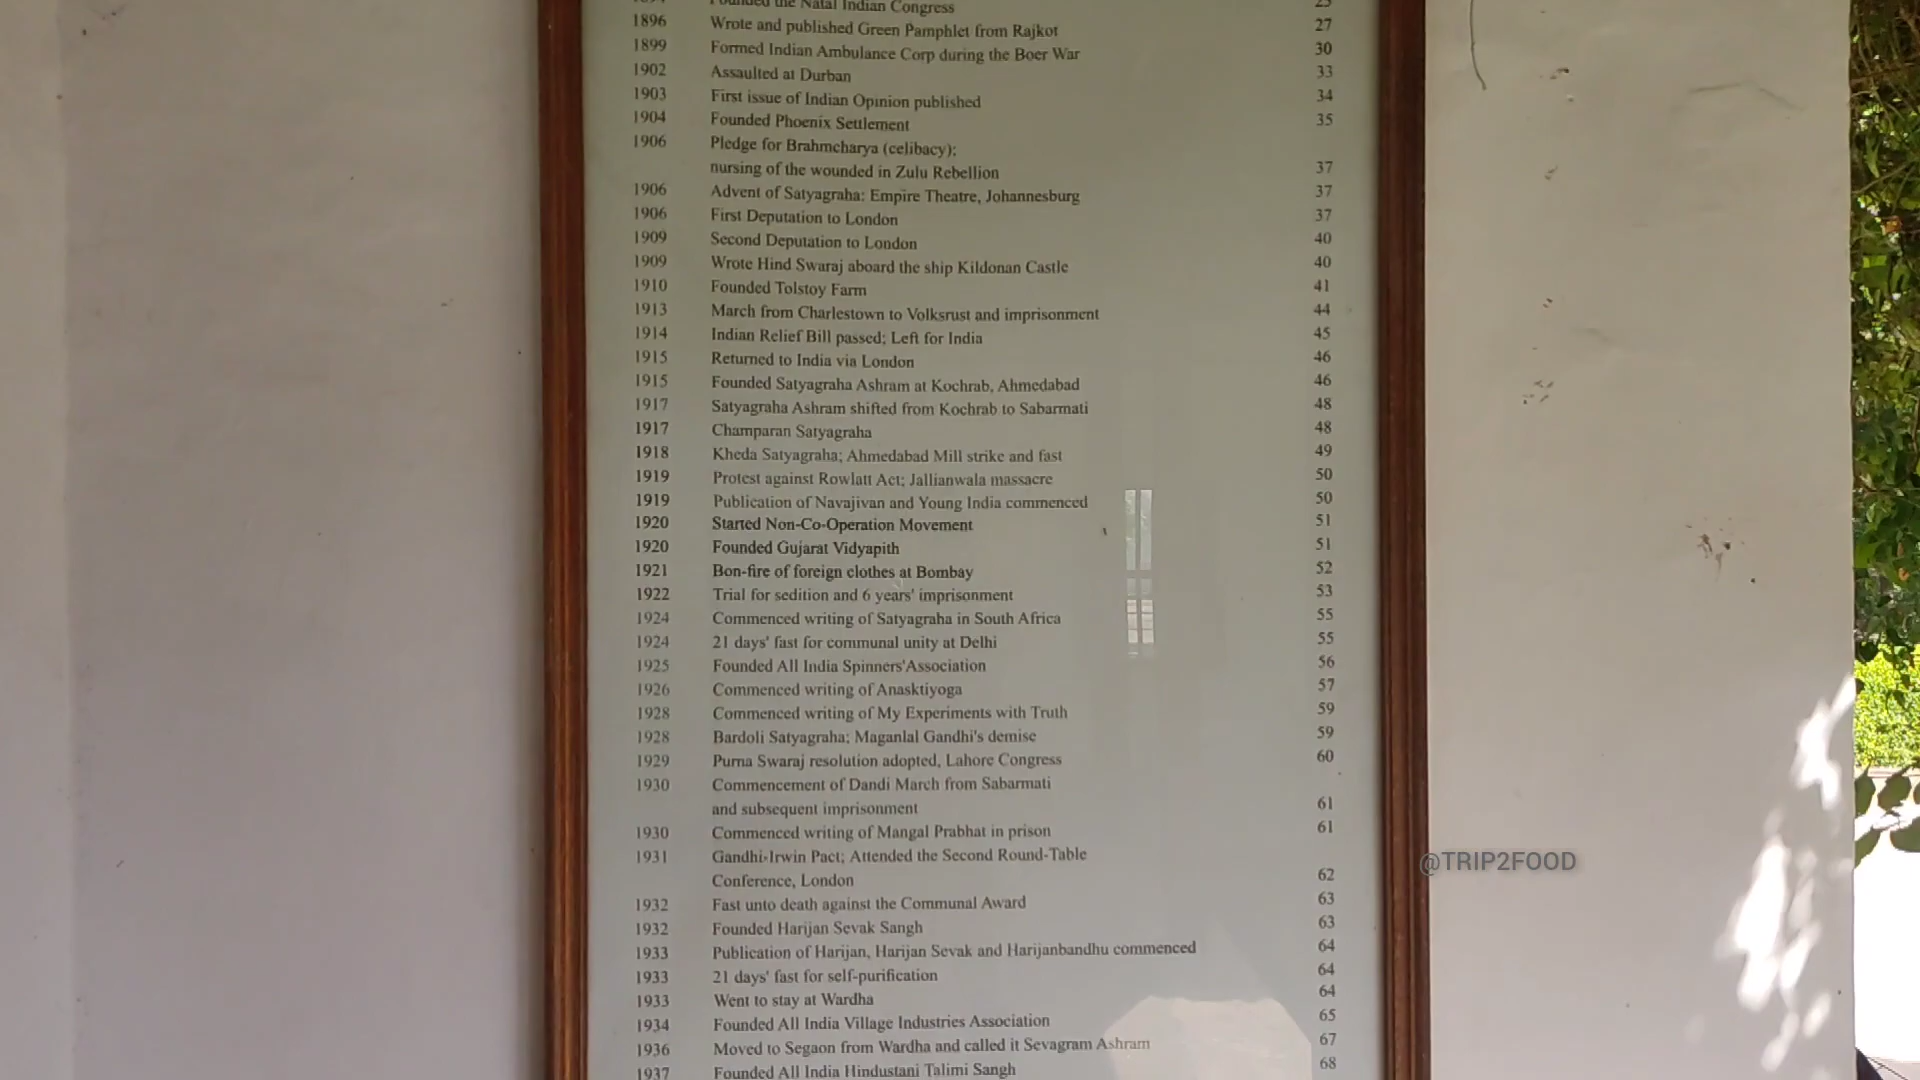 Founded the Natal Indian Congress
1896 Wrote and published Green Pamphlet from Rajkot 27
1899 Formed Indian Ambulance Corp during the Boer War 30
1902 Assaulted at Durban 33
1903 First issue of Indian Opinion published 34
1904 Founded Phoenix Settlement 35
1906 Pledge for Brahmcharya (celibacy);
nursing of the wounded in Zulu Rebellion 37
1906 Advent of Satyagraha: Empire Theatre, Johannesburg 37
1906 First Deputation to London 37
1909 Second Deputation to London 40
1909 Wrote Hind Swaraj aboard the ship Kildonan Castle 40
1910 Founded Tolstoy Farm 41
1913 March from Charlestown to Volksrust and imprisonment 44
1914 Indian Relief Bill passed; Left for India 45
1915 Returned to India via London 46
1915 Founded Satyagraha Ashram at Kochrab, Ahmedabad 46
1917 Satyagraha Ashram shifted from Kochrab to Sabarmati 48
1917 Champaran Satyagraha 48
1918 Kheda Satyagraha; Ahmedabad Mill strike and fast 49
1919 Protest against Rowlatt Act; Jallianwala massacre 50
1919 Publication of Navajivan and Young India commenced 50
1920 Started Non-Co-Operation Movement 51
1920 Founded Gujarat Vidyapith 51
1921 Bon-fire of foreign clothes at Bombay 52
1922 Trial for sedition and 6 years' imprisonment 53
1924 Commenced writing of Satyagraha in South Africa 55
1924 21 days' fast for communal unity at Delhi 55
1925 Founded All India Spinners'Association 56
1926 Commenced writing of Anasktiyoga 57
1928 Commenced writing of My Experiments with Truth 59
1928 Bardoli Satyagraha; Maganlal Gandhi's demise 59
1929 Purna Swaraj resolution adopted, Lahore Congress 60
1930 Commencement of Dandi March from Sabarmati
and subsequent imprisonment 61
1930 Commenced writing of Mangal Prabhat in prison 61
1931 Gandhi-Irwin Pact; Attended the Second Round-Table
Conference, London 62
1932 Fast unto death against the Communal Award 63
1932 Founded Harijan Sevak Sangh 63
1933 Publication of Harijan, Harijan Sevak and Harijanbandhu commenced 64
1933 21 days' fast for self-purification 64
1933 Went to stay at Wardha 64
1934 Founded All India Village Industries Association 65
1936 Moved to Segaon from Wardha and called it Sevagram Ashram 67
1937 Founded All India Hindustani Talimi Sangh 68
@TRIP2FOOD